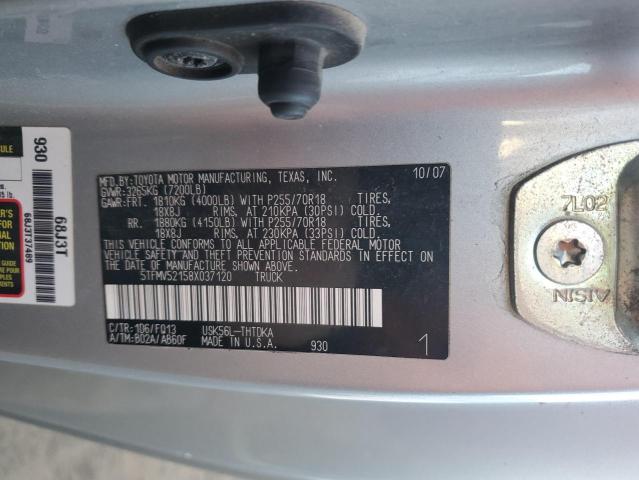 MFD.BY:TOYOTA MOTOR MANUFACTURING, TEXAS, INC. 10/07
GVWR:3265KG (7200LB)
GAWR:FRT. 1810KG (4000LB) WITH P255/70R18 TIRES,
18X8J RIMS, AT 210KPA (30PSI) COLD.
RR. 1880KG (4150LB) WITH P255/70R18 TIRES,
18X8J RIMS, AT 230KPA (33PSI) COLD.
THIS VEHICLE CONFORMS TO ALL APPLICABLE FEDERAL MOTOR
VEHICLE SAFETY AND THEFT PREVENTION STANDARDS IN EFFECT ON
THE DATE OF MANUFACTURE SHOWN ABOVE.
5TFMV52158X037120 TRUCK
C/TR:1D6/FQ13 USK56L-THTDKA
A/TM:B02A/AB60F MADE IN U.S.A. 930 1
930
68J3T
68J3T37489
7L02
AISIN